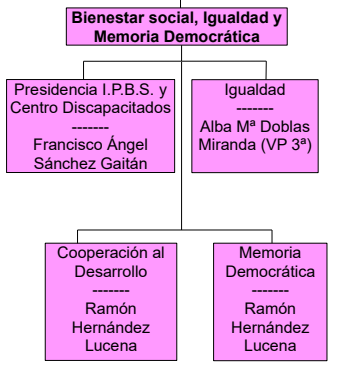 Bienestar social, Igualdad y
Memoria Democrática
Presidencia I.P.B.S. y
Centro Discapacitados
-------
Francisco Ángel
Sánchez Gaitán
Igualdad
-------
Alba Mª Doblas
Miranda (VP 3ª)
Cooperación al
Desarrollo
-------
Ramón
Hernández
Lucena
Memoria
Democrática
-------
Ramón
Hernández
Lucena